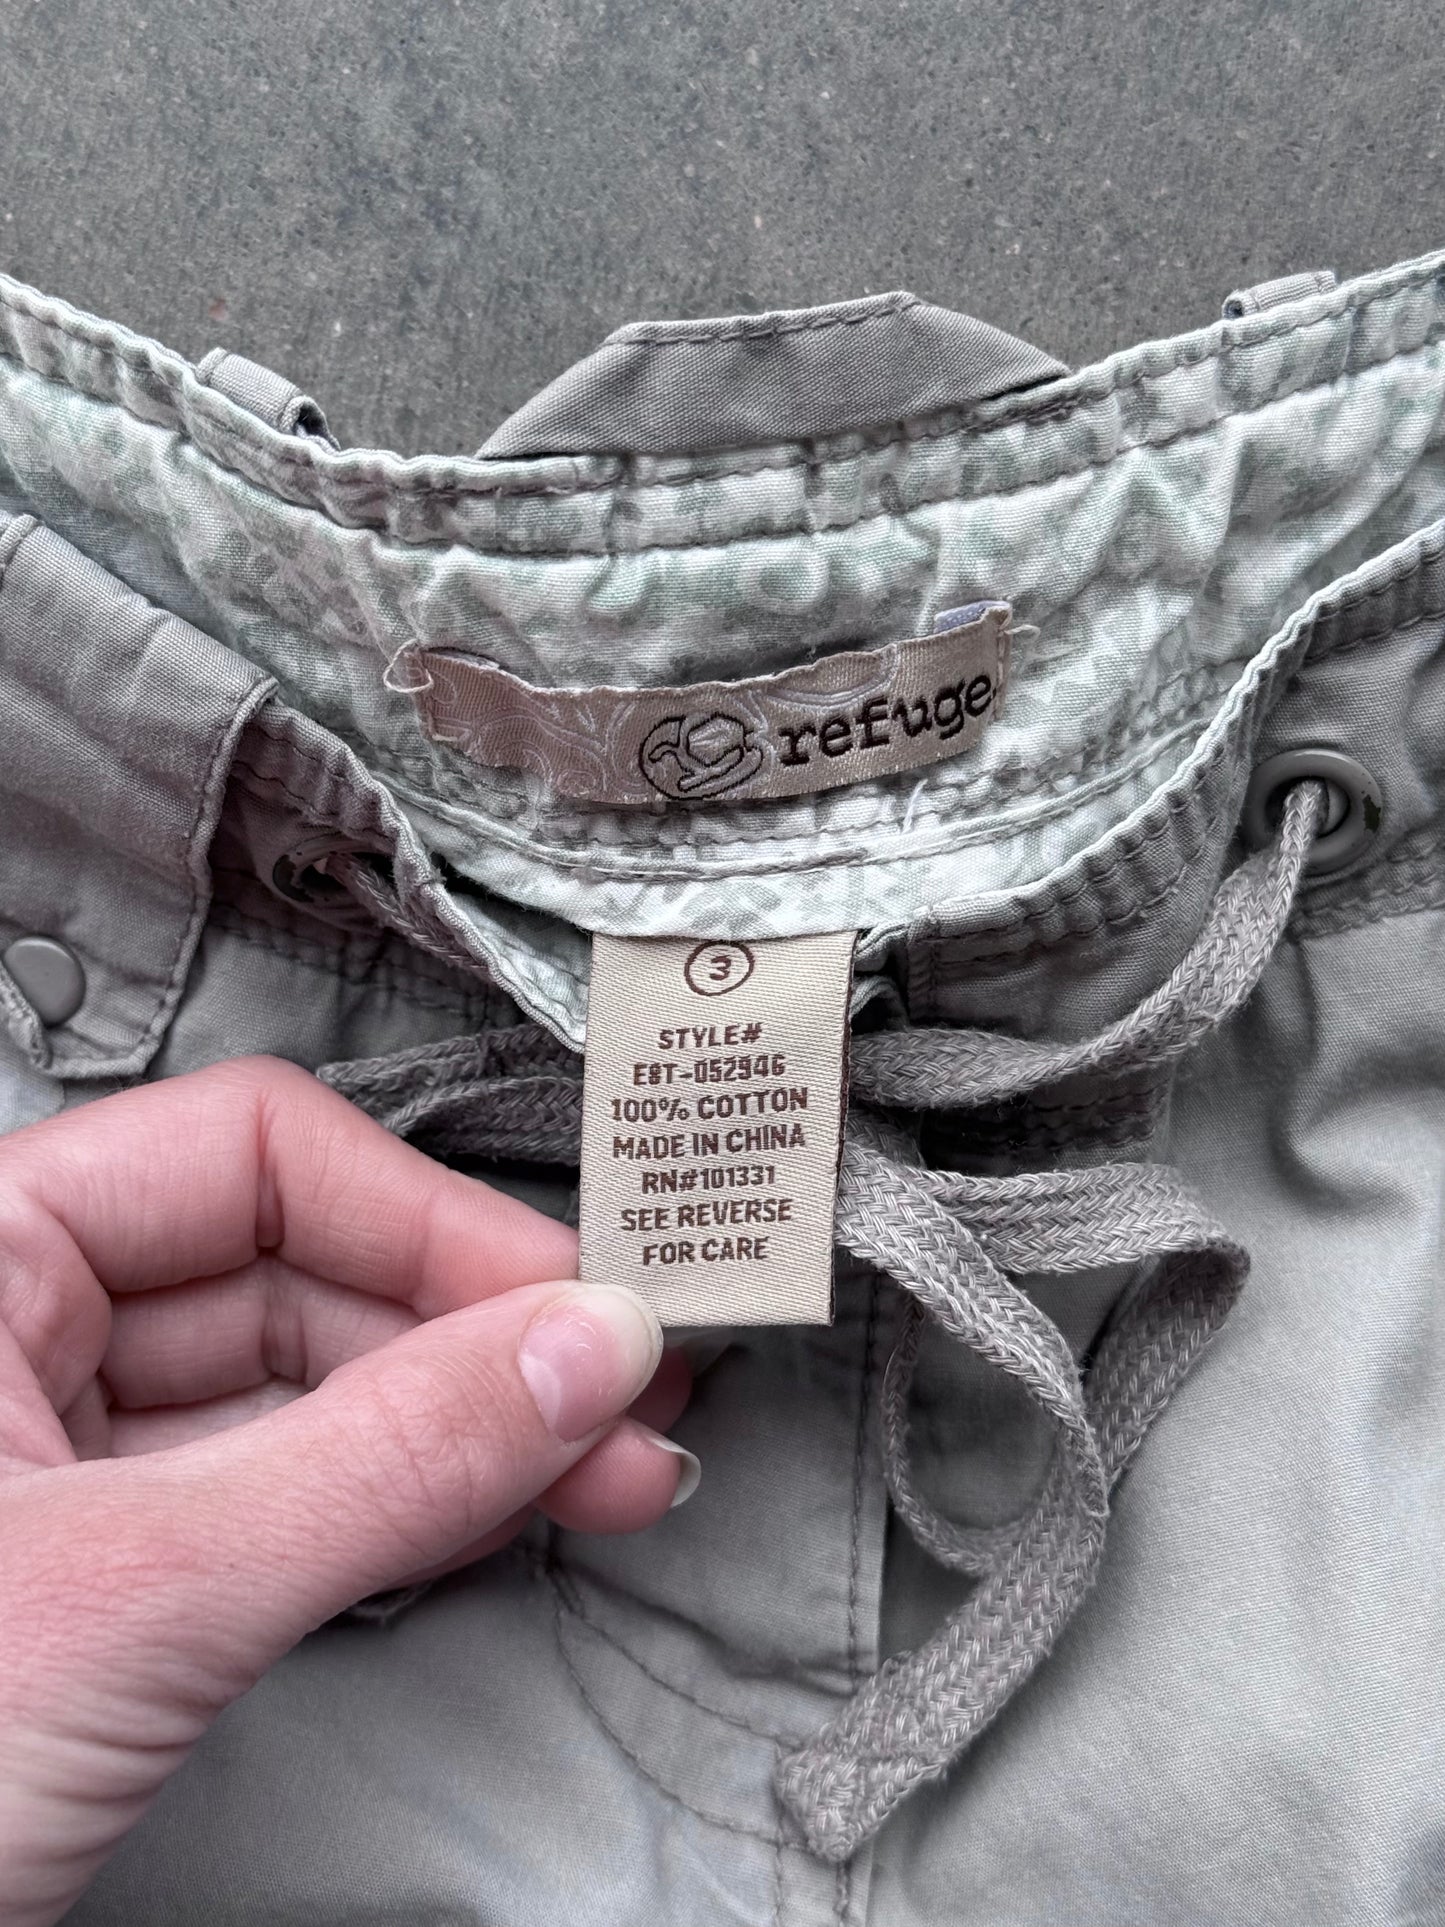 refuge.
3
STYLE#
E8T-052946
100% COTTON
MADE IN CHINA
RN#101331
SEE REVERSE
FOR CARE